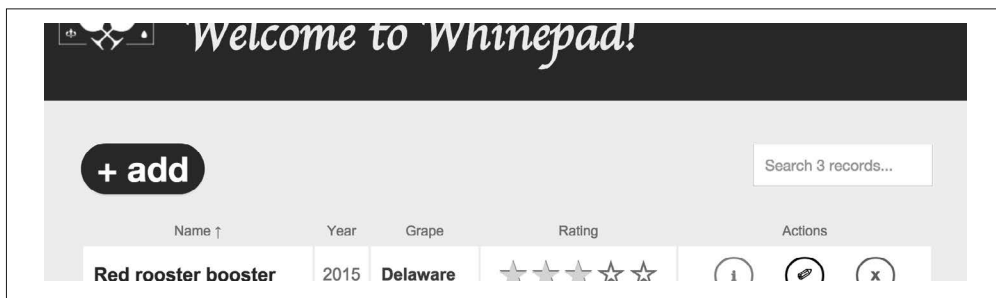 Welcome to Whinepad!
+ add
Search 3 records...
Name ↑ Year Grape Rating Actions
Red rooster booster 2015 Delaware i x